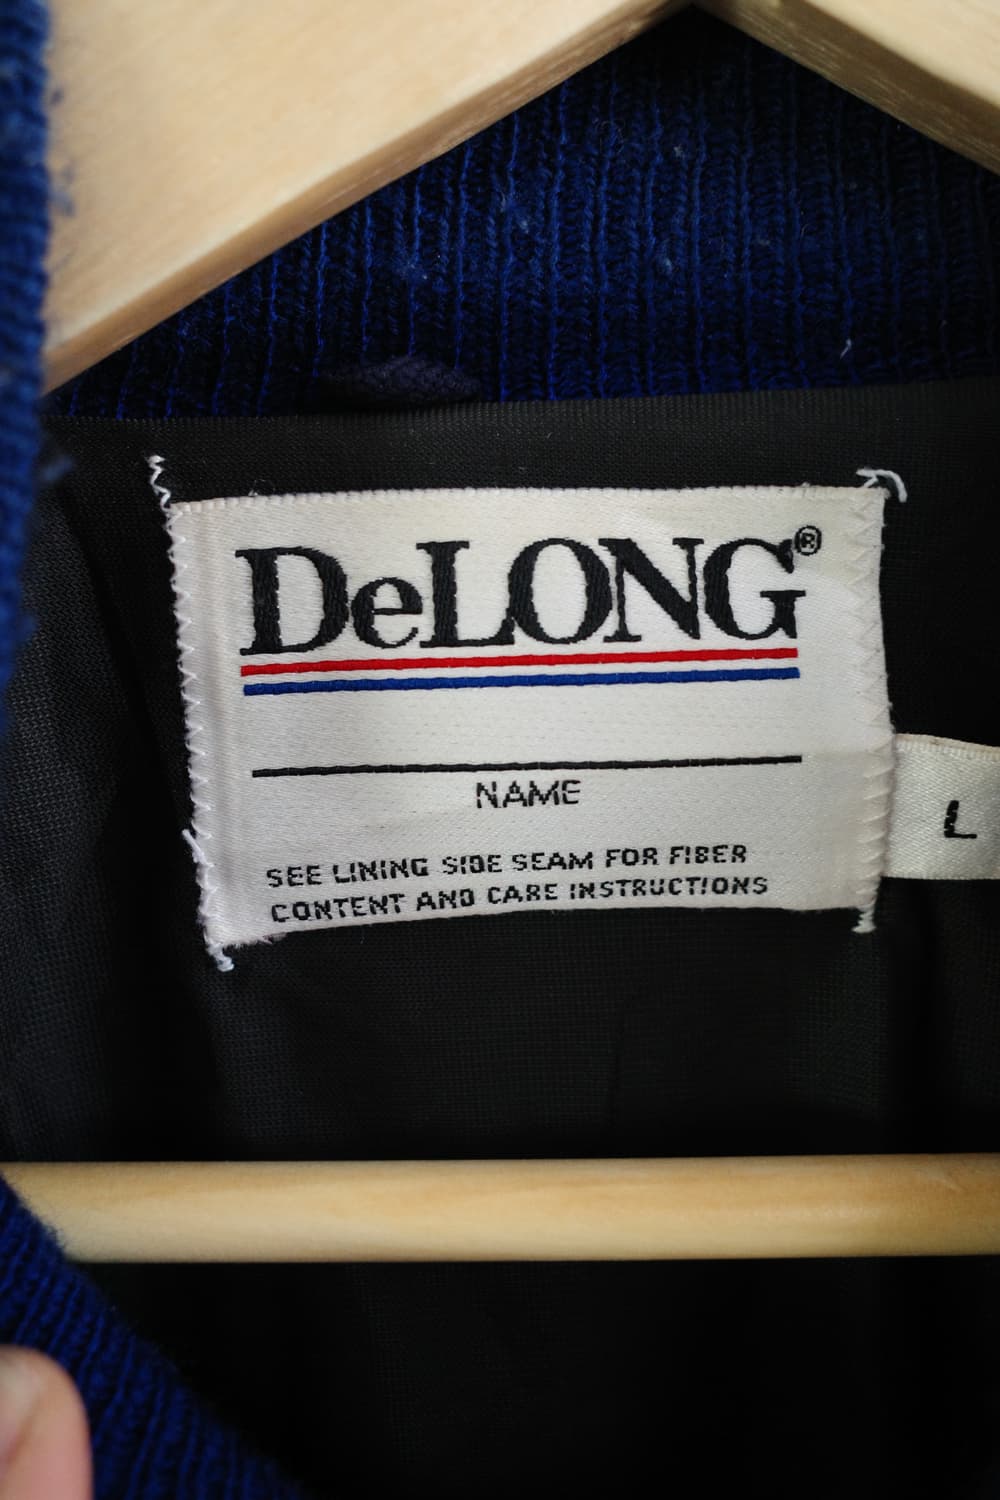 DeLONG®
NAME
L
SEE LINING SIDE SEAM FOR FIBER
CONTENT AND CARE INSTRUCTIONS